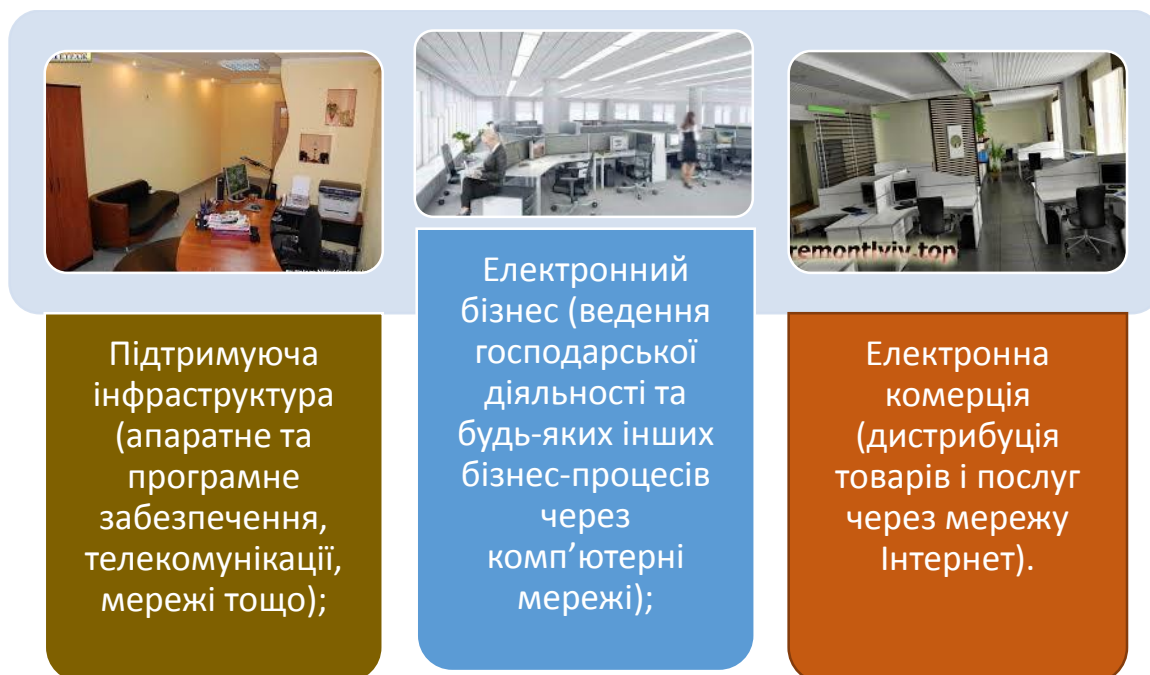 remontlviv.top
Підтримуюча
інфраструктура
(апаратне та
програмне
забезпечення,
телекомунікації,
мережі тощо);
Електронний
бізнес (ведення
господарської
діяльності та
будь-яких інших
бізнес-процесів
через
комп’ютерні
мережі);
Електронна
комерція
(дистрибуція
товарів і послуг
через мережу
Інтернет).